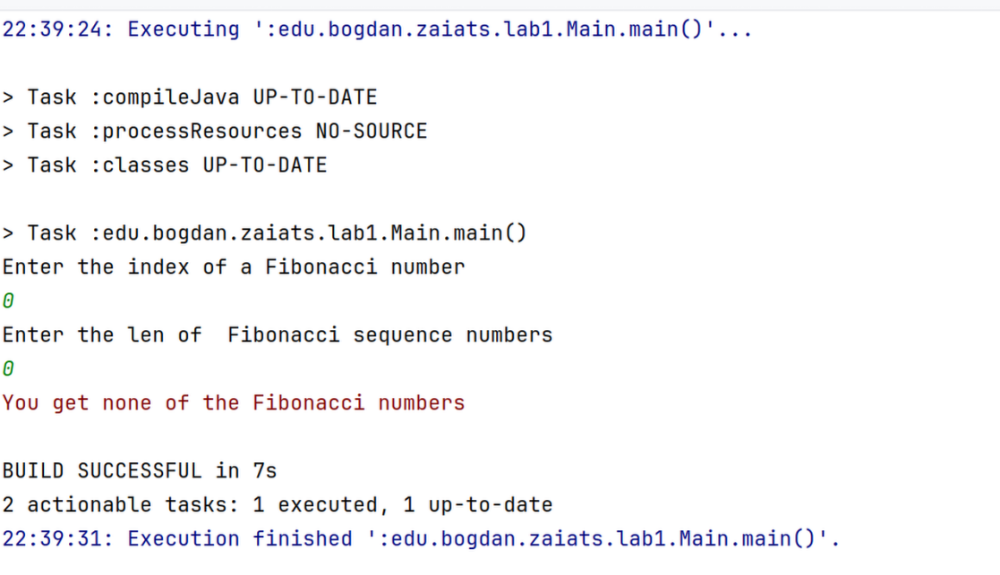 22:39:24: Executing ':edu.bogdan.zaiats.lab1.Main.main()'...
> Task :compileJava UP-TO-DATE
> Task :processResources NO-SOURCE
> Task :classes UP-TO-DATE
> Task :edu.bogdan.zaiats.lab1.Main.main()
Enter the index of a Fibonacci number
0
Enter the len of  Fibonacci sequence numbers
0
You get none of the Fibonacci numbers
BUILD SUCCESSFUL in 7s
2 actionable tasks: 1 executed, 1 up-to-date
22:39:31: Execution finished ':edu.bogdan.zaiats.lab1.Main.main()'.